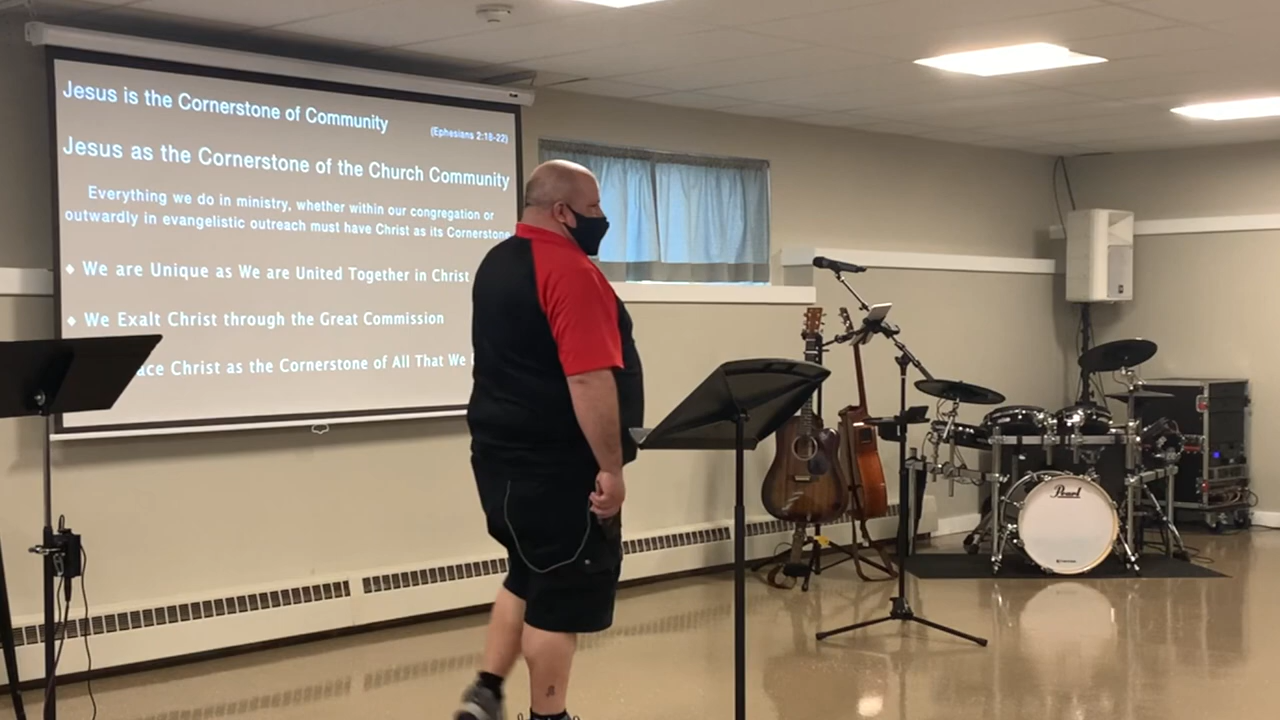 Jesus is the Cornerstone of Community
(Ephesians 2:18-22)
Jesus as the Cornerstone of the Church Community
Everything we do in ministry, whether within our congregation or
outwardly in evangelistic outreach must have Christ as its Cornerstone
♦ We are Unique as We are United Together in Christ
♦ We Exalt Christ through the Great Commission
Christ as the Cornerstone of All That We
Pearl